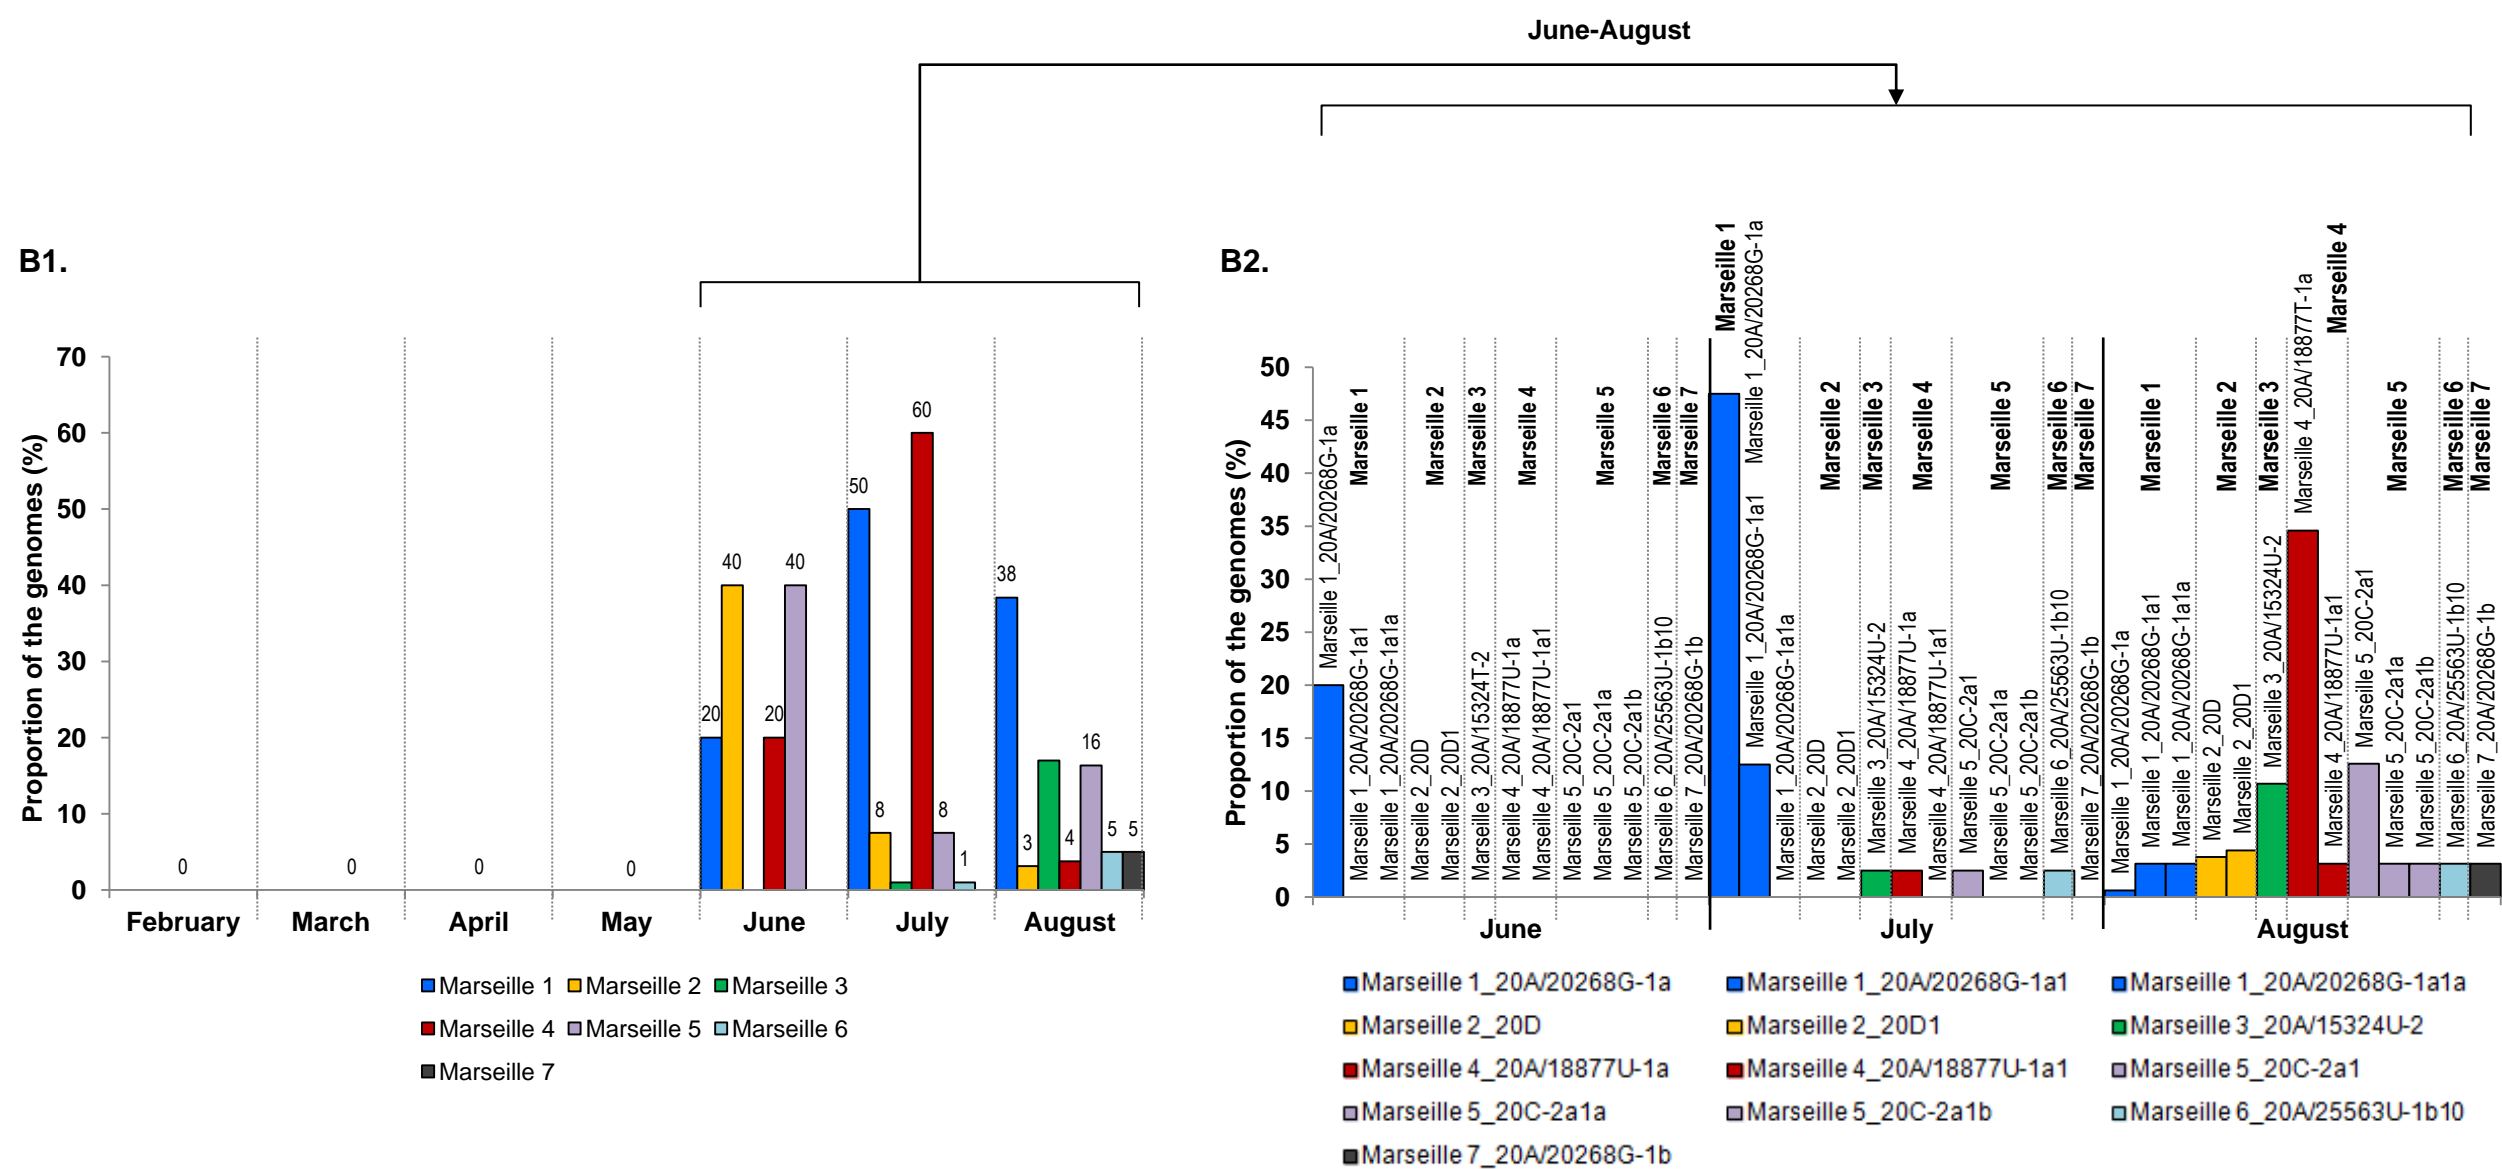 June-August
B1.
Proportion of the genomes (%)
70
60
50
40
30
20
10
0
0
0
0
0
20
40
20
40
50
8
60
8
1
38
3
4
16
5
5
February
March
April
May
June
July
August
Marseille 1
Marseille 2
Marseille 3
Marseille 4
Marseille 5
Marseille 6
Marseille 7
B2.
Proportion of the genomes (%)
50
45
40
35
30
25
20
15
10
5
0
Marseille 1
Marseille 2
Marseille 3
Marseille 4
Marseille 5
Marseille 6
Marseille 7
Marseille 1_20A/20268G-1a
Marseille 1_20A/20268G-1a1
Marseille 1_20A/20268G-1a1a
Marseille 2_20D
Marseille 2_20D1
Marseille 3_20A/15324T-2
Marseille 4_20A/18877U-1a
Marseille 4_20A/18877U-1a1
Marseille 5_20C-2a1
Marseille 5_20C-2a1a
Marseille 5_20C-2a1b
Marseille 6_20A/25563U-1b10
Marseille 7_20A/20268G-1b
Marseille 1
Marseille 2
Marseille 3
Marseille 4
Marseille 5
Marseille 6
Marseille 7
Marseille 1_20A/20268G-1a
Marseille 1_20A/20268G-1a1
Marseille 1_20A/20268G-1a1a
Marseille 2_20D
Marseille 2_20D1
Marseille 3_20A/15324U-2
Marseille 4_20A/18877U-1a
Marseille 4_20A/18877U-1a1
Marseille 5_20C-2a1
Marseille 5_20C-2a1a
Marseille 5_20C-2a1b
Marseille 6_20A/25563U-1b10
Marseille 7_20A/20268G-1b
Marseille 1
Marseille 2
Marseille 3
Marseille 4
Marseille 5
Marseille 6
Marseille 7
Marseille 1_20A/20268G-1a
Marseille 1_20A/20268G-1a1
Marseille 1_20A/20268G-1a1a
Marseille 2_20D
Marseille 2_20D1
Marseille 3_20A/15324U-2
Marseille 4_20A/18877T-1a
Marseille 4_20A/18877U-1a1
Marseille 5_20C-2a1
Marseille 5_20C-2a1a
Marseille 5_20C-2a1b
Marseille 6_20A/25563U-1b10
Marseille 7_20A/20268G-1b
June
July
August
Marseille 1_20A/20268G-1a
Marseille 1_20A/20268G-1a1
Marseille 1_20A/20268G-1a1a
Marseille 2_20D
Marseille 2_20D1
Marseille 3_20A/15324U-2
Marseille 4_20A/18877U-1a
Marseille 4_20A/18877U-1a1
Marseille 5_20C-2a1
Marseille 5_20C-2a1a
Marseille 5_20C-2a1b
Marseille 6_20A/25563U-1b10
Marseille 7_20A/20268G-1b